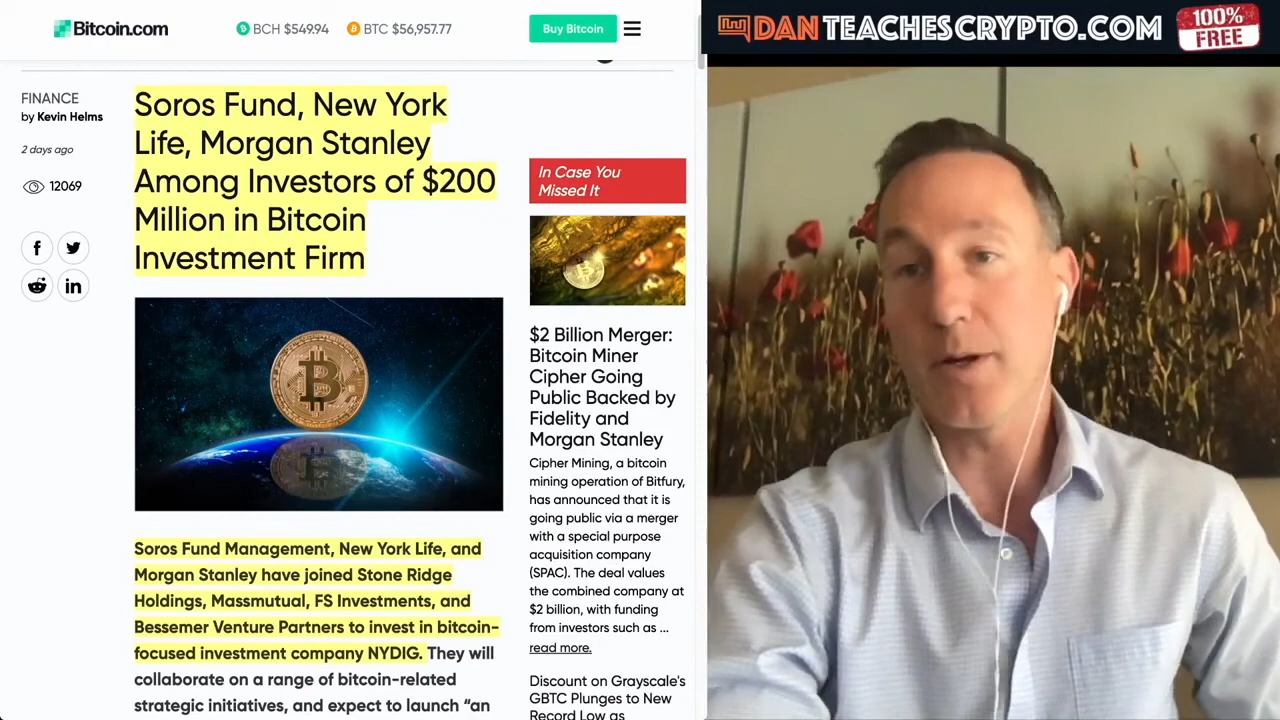 Bitcoin.com
BCH $549.94
BTC $56,957.77
Buy Bitcoin
DANTEACHESCRYPTO.COM
100%
FREE
FINANCE
by Kevin Helms
2 days ago
12069
Soros Fund, New York
Life, Morgan Stanley
Among Investors of $200
Million in Bitcoin
Investment Firm
Soros Fund Management, New York Life, and
Morgan Stanley have joined Stone Ridge
Holdings, Massmutual, FS Investments, and
Bessemer Venture Partners to invest in bitcoin-
focused investment company NYDIG. They will
collaborate on a range of bitcoin-related
strategic initiatives, and expect to launch “an
In Case You
Missed It
$2 Billion Merger:
Bitcoin Miner
Cipher Going
Public Backed by
Fidelity and
Morgan Stanley
Cipher Mining, a bitcoin
mining operation of Bitfury,
has announced that it is
going public via a merger
with a special purpose
acquisition company
(SPAC). The deal values
the combined company at
$2 billion, with funding
from investors such as ...
read more.
Discount on Grayscale's
GBTC Plunges to New
Record Low as